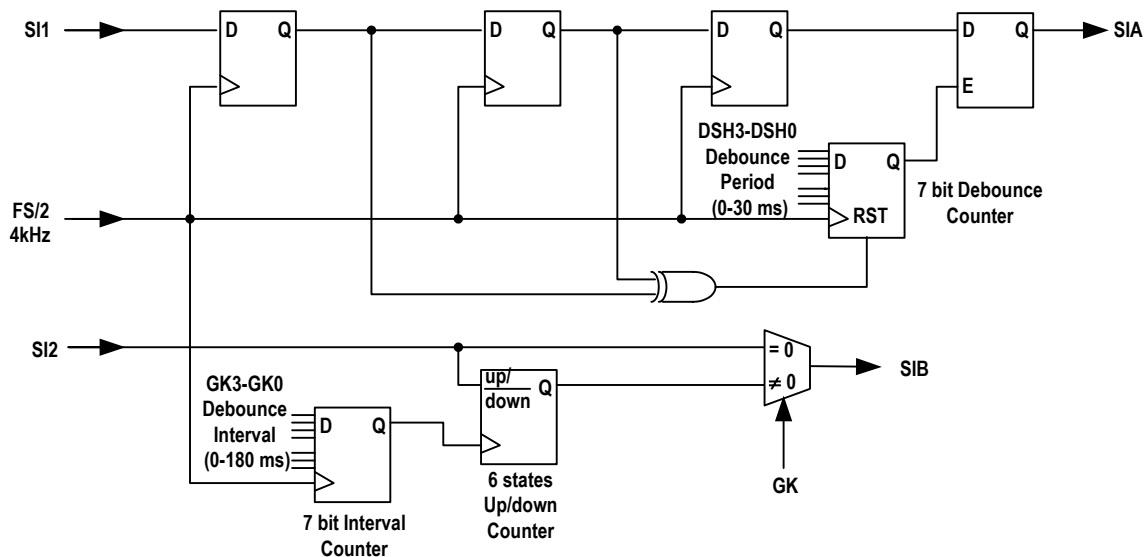 SI1
D Q
D Q
D Q
D Q
E
SIA
DSH3-DSH0
Debounce
Period
(0-30 ms)
D Q
RST
7 bit Debounce
Counter
FS/2
4kHz
SI2
GK3-GK0
Debounce
Interval
(0-180 ms)
D Q
7 bit Interval
Counter
up/
down
Q
6 states
Up/down
Counter
= 0
≠ 0
SIB
GK